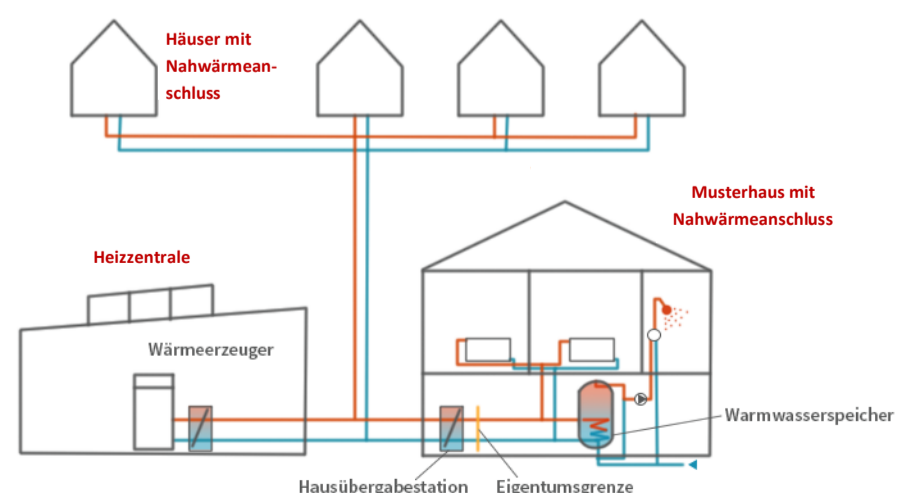 Häuser mit
Nahwärmean-
schluss
Musterhaus mit
Nahwärmeanschluss
Heizzentrale
Wärmeerzeuger
Warmwasserspeicher
Hausübergabestation
Eigentumsgrenze